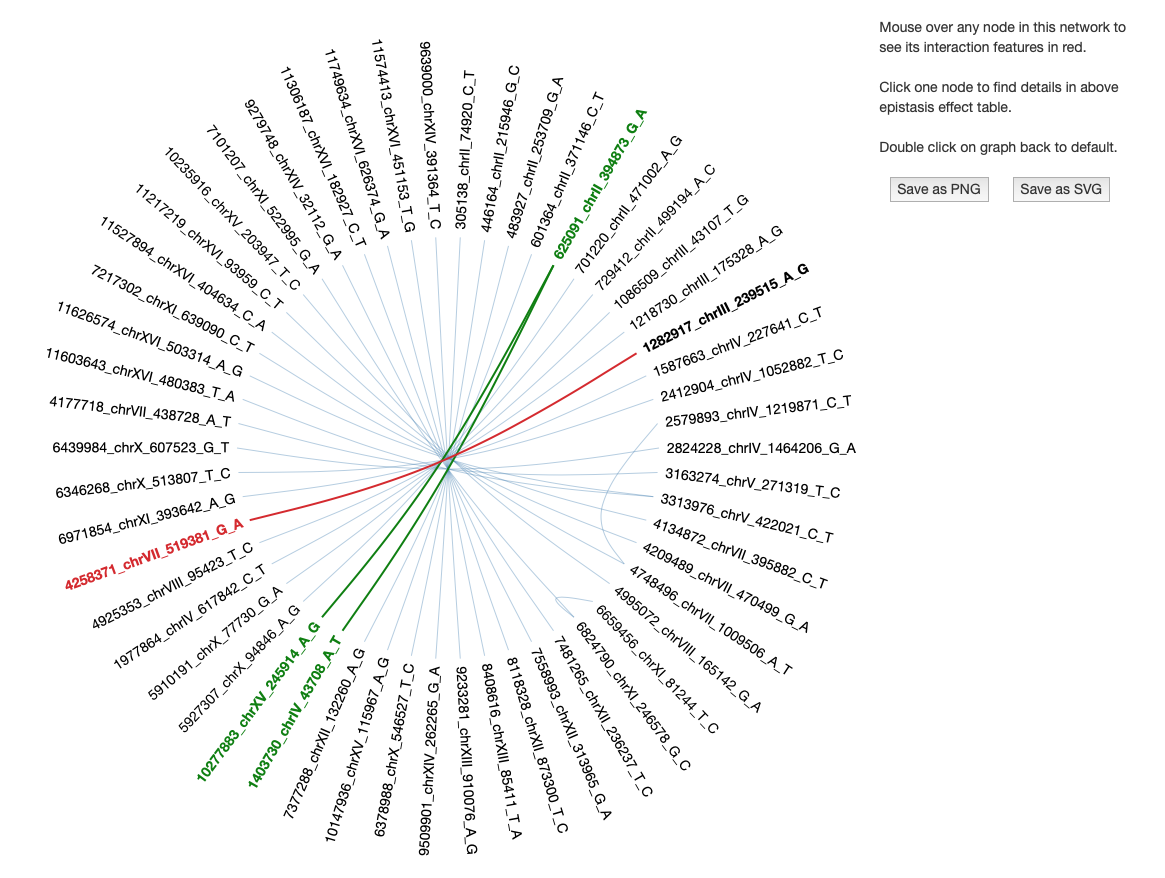 Mouse over any node in this network to
see its interaction features in red.
Click one node to find details in above
epistasis effect table.
Double click on graph back to default.
Save as PNG
Save as SVG
305138_chrII_74920_C_T
446164_chrII_215946_G_C
483927_chrII_253709_G_A
601364_chrII_371146_C_T
625091_chrII_394873_G_A
701220_chrII_471002_A_G
729412_chrII_499194_A_C
1086509_chrIII_43107_T_G
1218730_chrIII_175328_A_G
1282917_chrIII_239515_A_G
1587663_chrIV_227641_C_T
2412904_chrIV_1052882_T_C
2579893_chrIV_1219871_C_T
2824228_chrIV_1464206_G_A
3163274_chrV_271319_T_C
3313976_chrV_422021_C_T
4134872_chrVII_395882_C_T
4209489_chrVII_470499_G_A
4748496_chrVII_1009506_A_T
4995072_chrVIII_165142_G_A
6659456_chrXI_81244_T_C
6824790_chrXI_246578_G_C
7481265_chrXII_236237_T_C
7558993_chrXII_313965_G_A
8118328_chrXII_873300_T_C
8408616_chrXIII_85411_T_A
9233281_chrXIII_910076_A_G
9509901_chrXIV_262265_G_A
6378988_chrX_546527_T_C
10147936_chrXV_115967_A_G
7377288_chrXII_132260_A_G
1403730_chrIV_43708_A_T
10277883_chrXV_245914_A_G
5927307_chrX_94846_A_G
5910191_chrX_77730_G_A
1977864_chrIV_617842_C_T
4925353_chrVIII_95423_T_C
4258371_chrVII_519381_G_A
6971854_chrXI_393642_A_G
6346268_chrX_513807_T_C
6439984_chrX_607523_G_T
4177718_chrVII_438728_A_T
11603643_chrXVI_480383_T_A
11626574_chrXVI_503314_A_G
7217302_chrXI_639090_C_T
11527894_chrXVI_404634_C_A
11217219_chrXVI_93959_C_T
10235916_chrXV_203947_T_C
7101207_chrXI_522995_G_A
9279748_chrXIV_32112_G_A
11306187_chrXVI_182927_C_T
11749634_chrXVI_626374_G_A
11574413_chrXVI_451153_T_G
9639000_chrXIV_391364_T_C